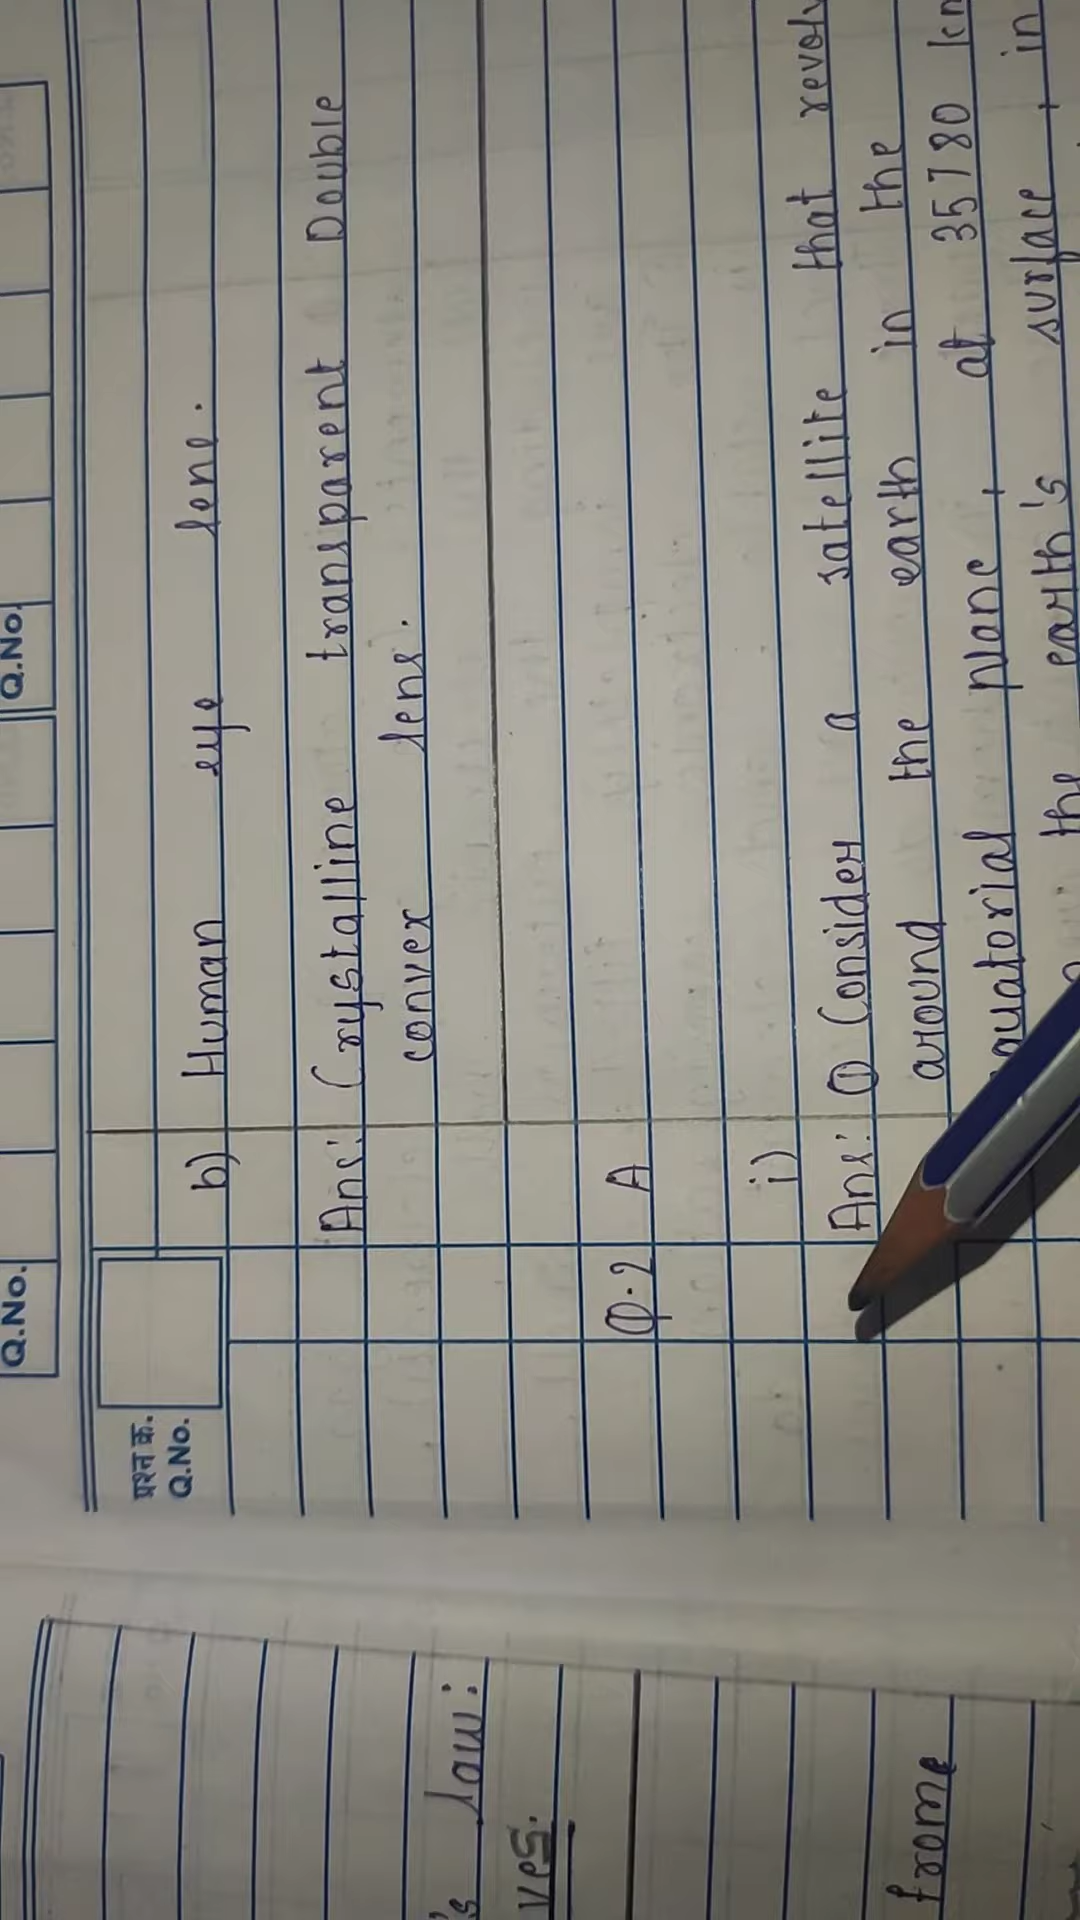 Q.No.
Q.No.
प्रश्न क्र.
Q.No.
b) Human eye lens.
Ans: Crystalline transparent Double
convex lens.
Q.2 A
i)
Ans: ① Consider a satellite that revolv
around the earth in the
equatorial plane, at 35780 km
the earth's surface, in
's law:
ves.
frome